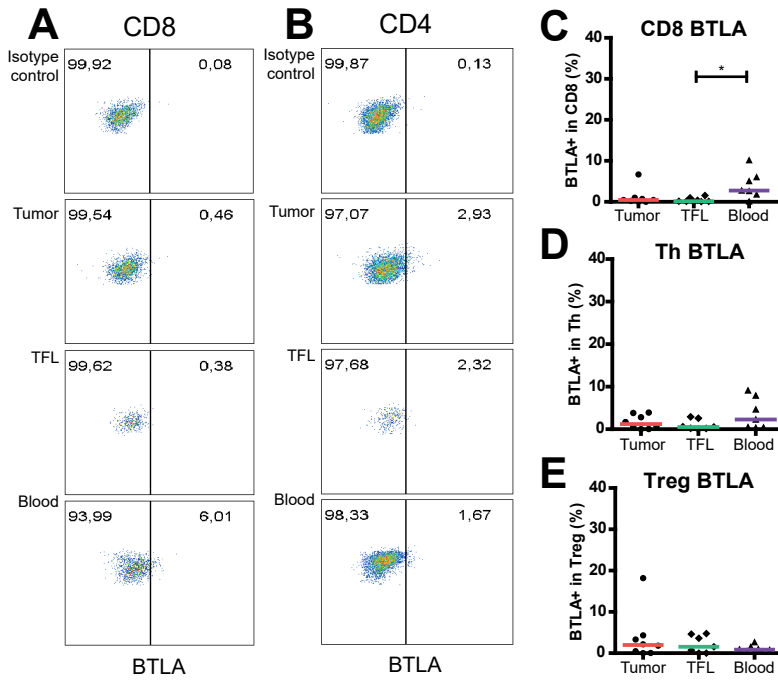 A
CD8
Isotype control
99,92 0,08
Tumor
99,54 0,46
TFL
99,62 0,38
Blood
93,99 6,01
BTLA
B
CD4
Isotype control
99,87 0,13
Tumor
97,07 2,93
TFL
97,68 2,32
Blood
98,33 1,67
BTLA
C
CD8 BTLA
BTLA+ in CD8 (%)
40
30
20
10
0
*
Tumor TFL Blood
D
Th BTLA
BTLA+ in Th (%)
40
30
20
10
0
Tumor TFL Blood
E
Treg BTLA
BTLA+ in Treg (%)
40
30
20
10
0
Tumor TFL Blood